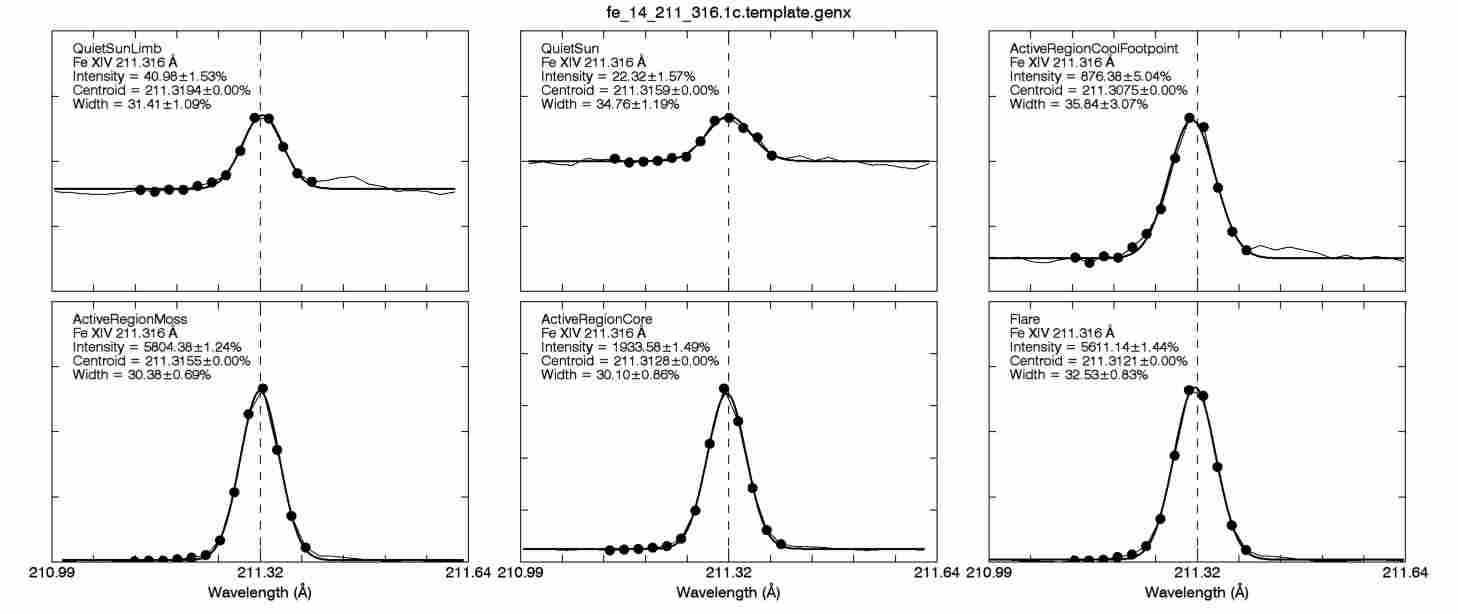 fe_14_211_316.1c.template.genx
QuietSunLimb
Fe XIV 211.316 Å
Intensity = 40.98±1.53%
Centroid = 211.3194±0.00%
Width = 31.41±1.09%
QuietSun
Fe XIV 211.316 Å
Intensity = 22.32±1.57%
Centroid = 211.3159±0.00%
Width = 34.76±1.19%
ActiveRegionCoolFootpoint
Fe XIV 211.316 Å
Intensity = 876.38±5.04%
Centroid = 211.3075±0.00%
Width = 35.84±3.07%
ActiveRegionMoss
Fe XIV 211.316 Å
Intensity = 5804.38±1.24%
Centroid = 211.3155±0.00%
Width = 30.38±0.69%
ActiveRegionCore
Fe XIV 211.316 Å
Intensity = 1933.58±1.49%
Centroid = 211.3128±0.00%
Width = 30.10±0.86%
Flare
Fe XIV 211.316 Å
Intensity = 5611.14±1.44%
Centroid = 211.3121±0.00%
Width = 32.53±0.83%
210.99 211.32 211.64 210.99 211.32 211.64 210.99 211.32 211.64
Wavelength (Å) Wavelength (Å) Wavelength (Å)